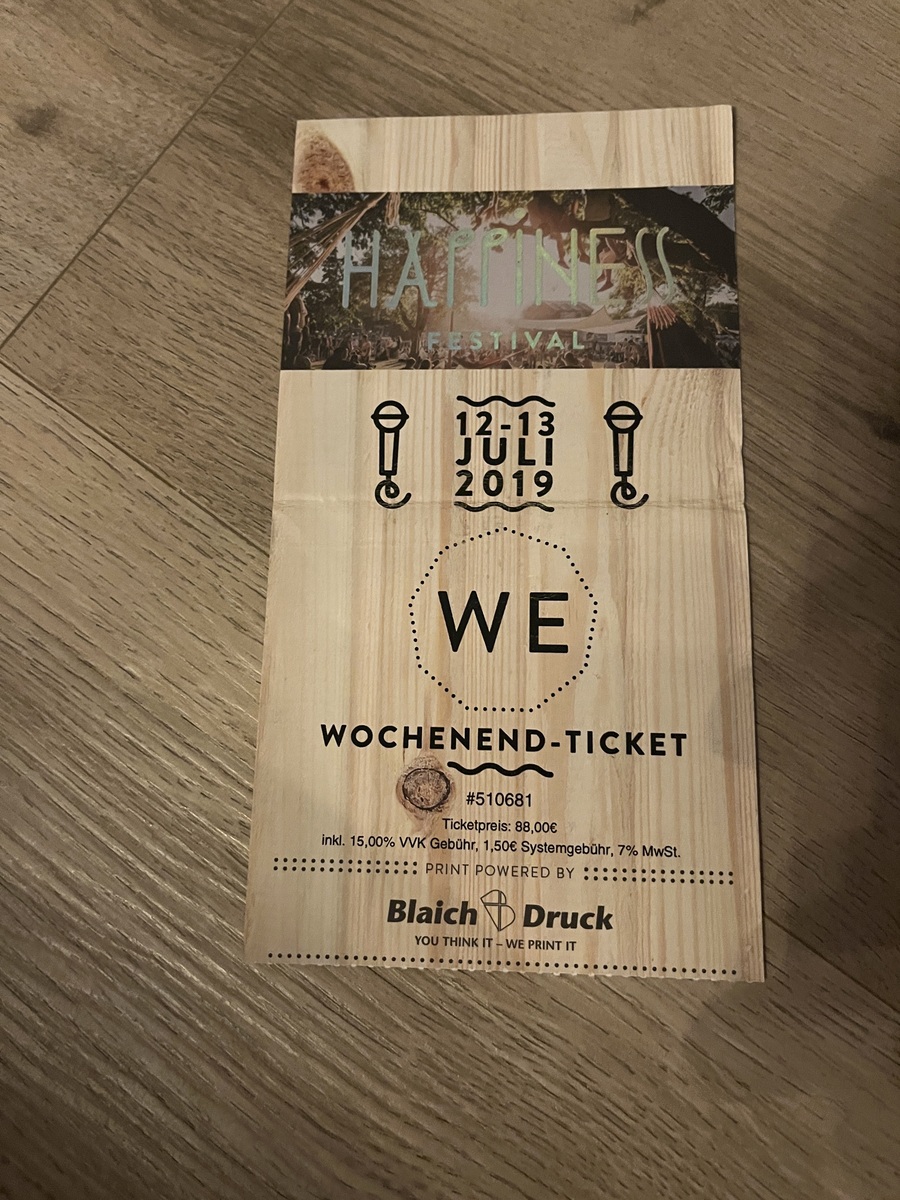 HAPPINESS
FESTIVAL
12-13
JULI
2019
WE
WOCHENEND-TICKET
#510681
Ticketpreis: 88,00€
inkl. 15,00% VVK Gebühr, 1,50€ Systemgebühr, 7% MwSt.
PRINT POWERED BY
Blaich Druck
YOU THINK IT – WE PRINT IT